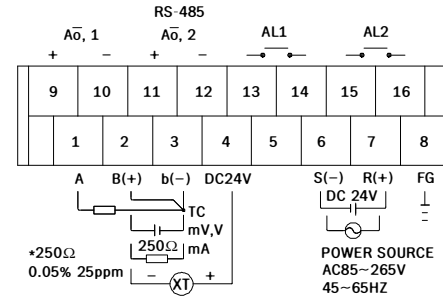 RS-485
Ao, 1 Ao, 2 AL1 AL2
+ − + −
9 10 11 12 13 14 15 16
1 2 3 4 5 6 7 8
A B(+) b(−) DC24V S(−) R(+) FG
TC DC 24V
mV,V
250Ω mA
*250Ω
0.05% 25ppm
− XT +
POWER SOURCE
AC85~265V
45~65HZ